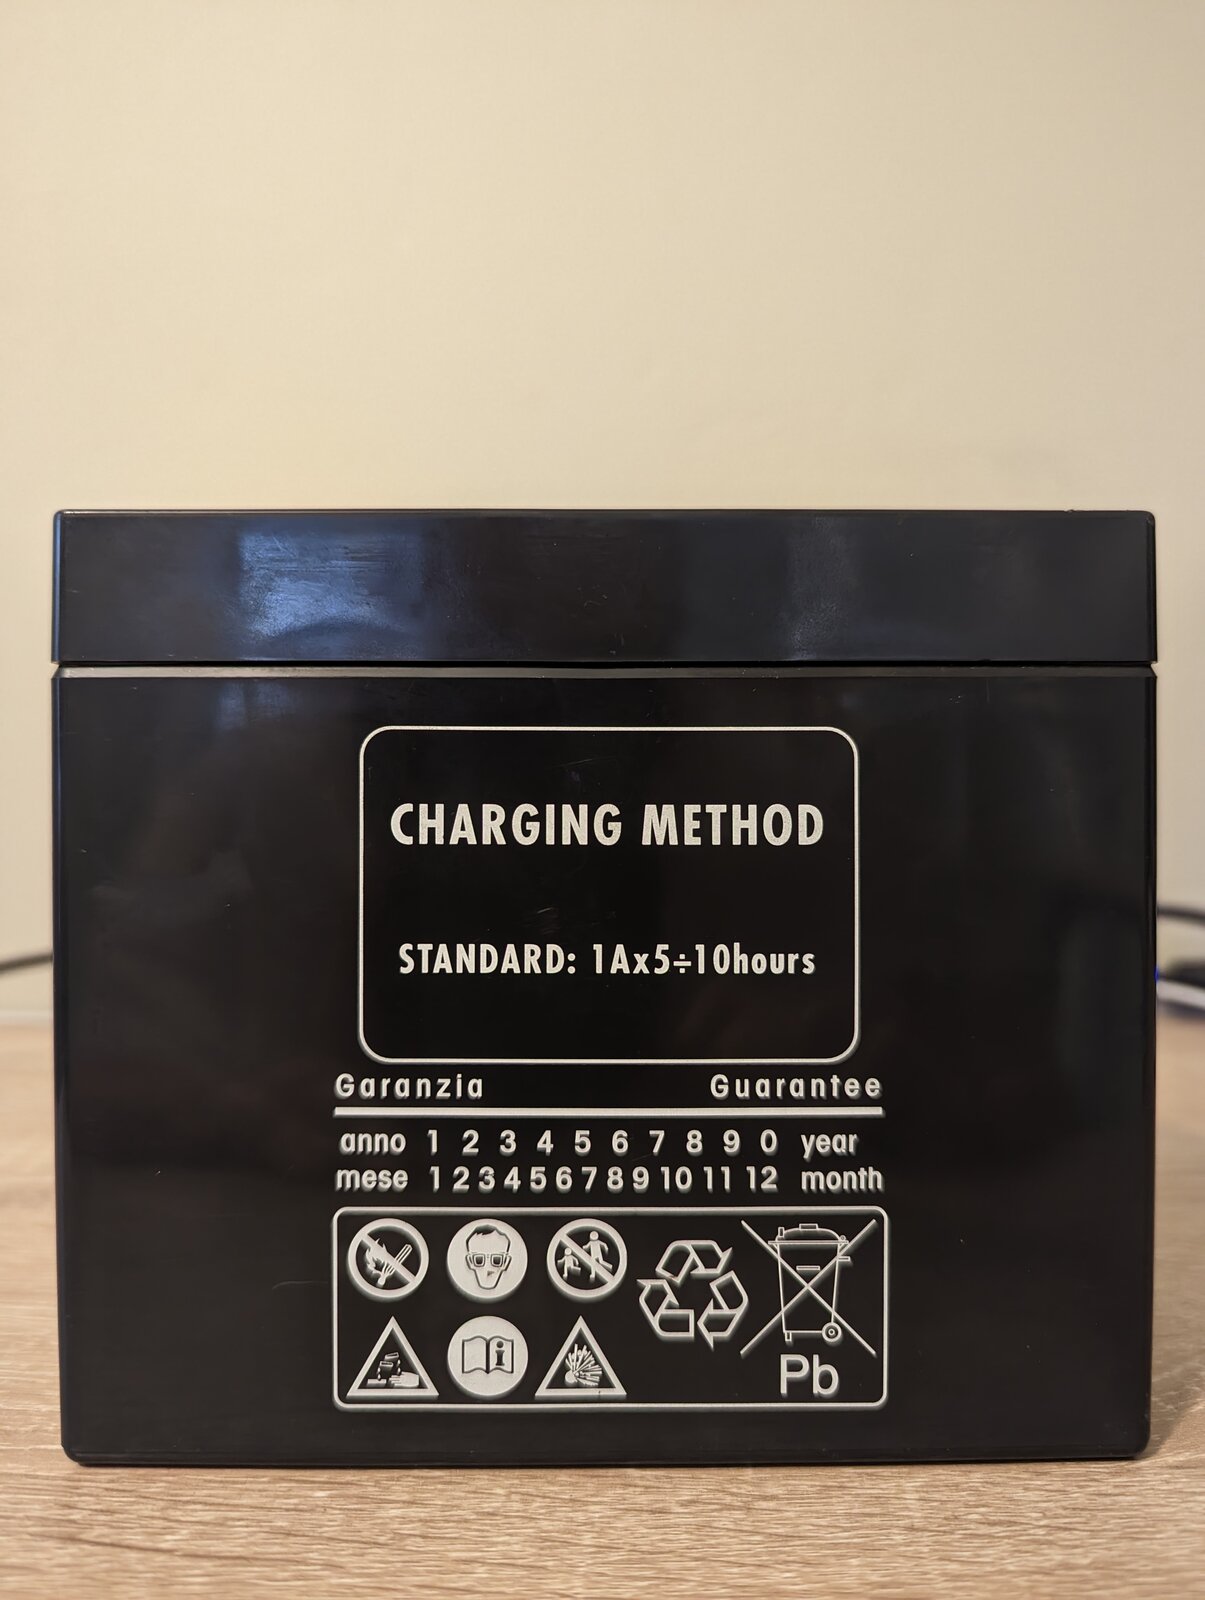 CHARGING METHOD
STANDARD: 1Ax5÷10hours
Garanzia Guarantee
anno 1 2 3 4 5 6 7 8 9 0 year
mese 1 2 3 4 5 6 7 8 9 10 11 12 month
Pb